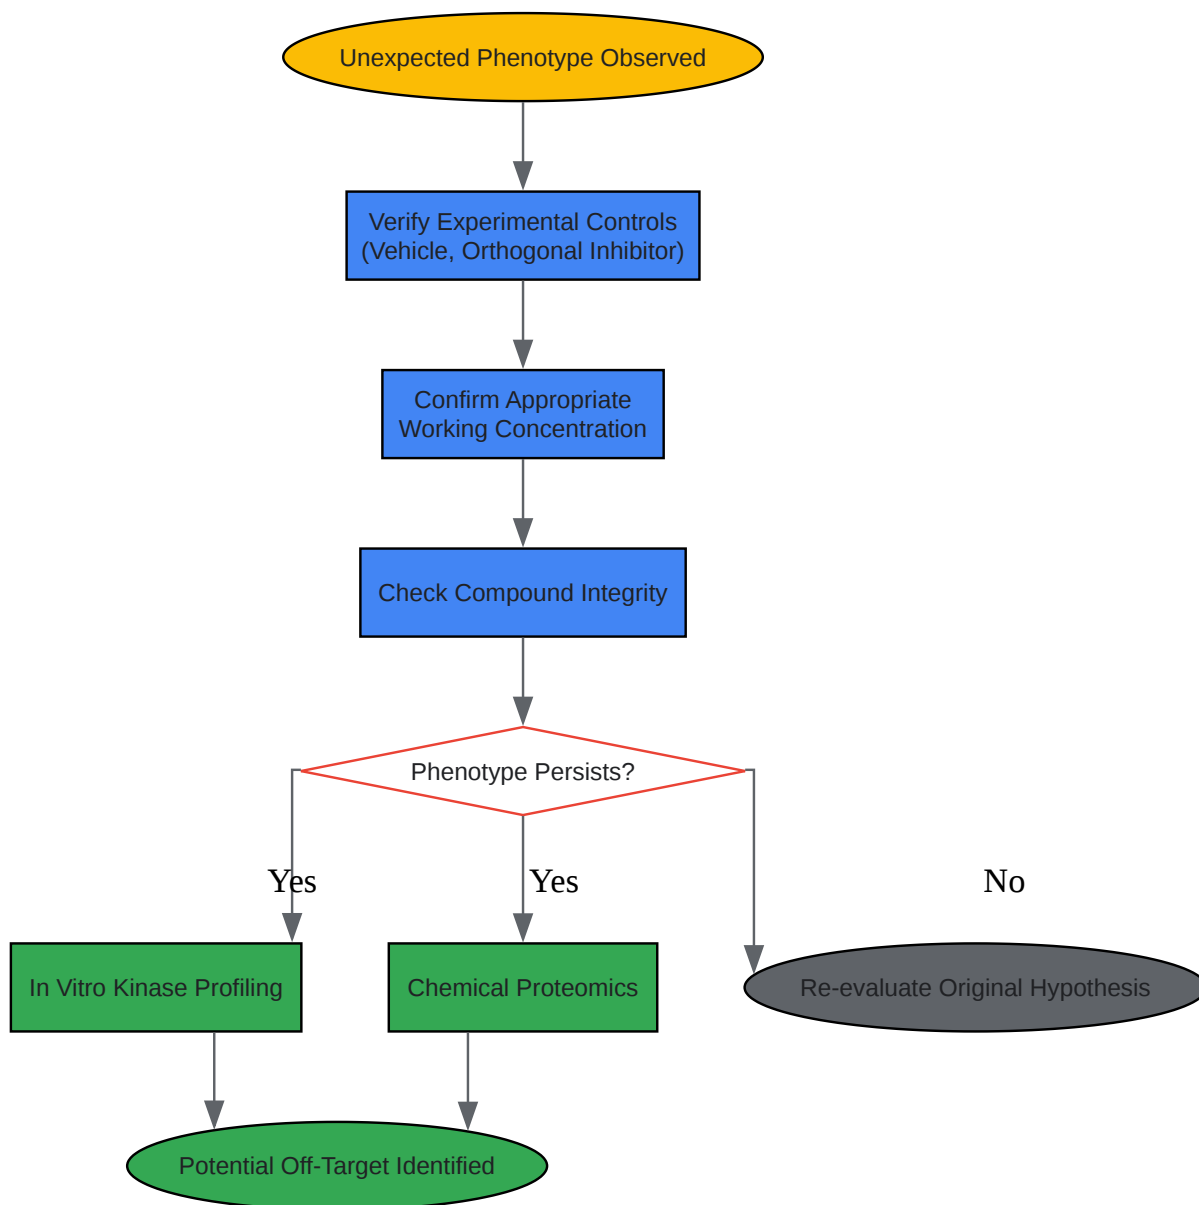 Unexpected Phenotype Observed
Verify Experimental Controls
(Vehicle, Orthogonal Inhibitor)
Confirm Appropriate
Working Concentration
Check Compound Integrity
Phenotype Persists?
Yes
Yes
No
In Vitro Kinase Profiling
Chemical Proteomics
Re-evaluate Original Hypothesis
Potential Off-Target Identified